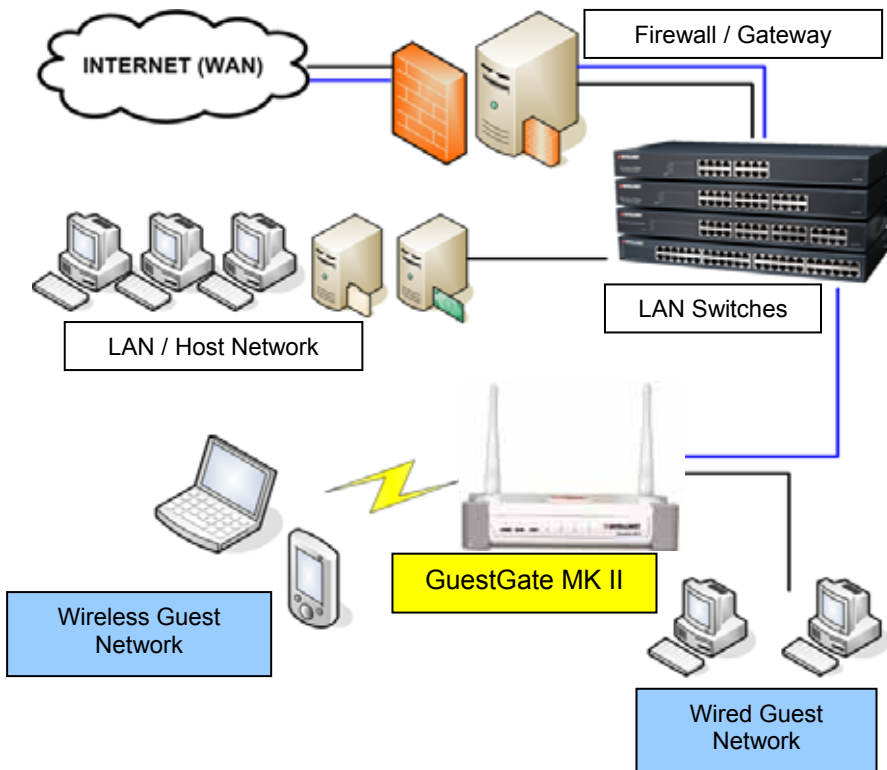 INTERNET (WAN)
Firewall / Gateway
LAN Switches
LAN / Host Network
GuestGate MK II
Wireless Guest
Network
Wired Guest
Network